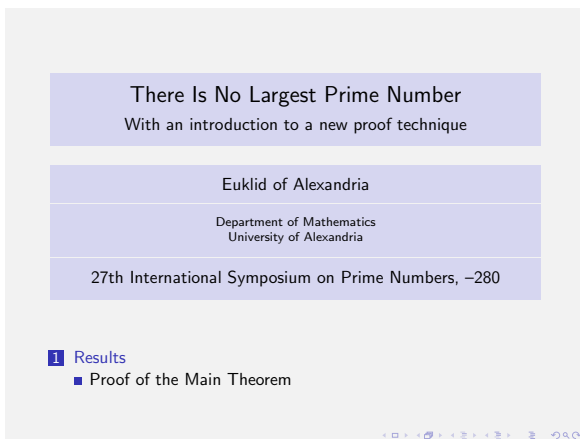 There Is No Largest Prime Number
With an introduction to a new proof technique
Euklid of Alexandria
Department of Mathematics
University of Alexandria
27th International Symposium on Prime Numbers, –280
1 Results
Proof of the Main Theorem